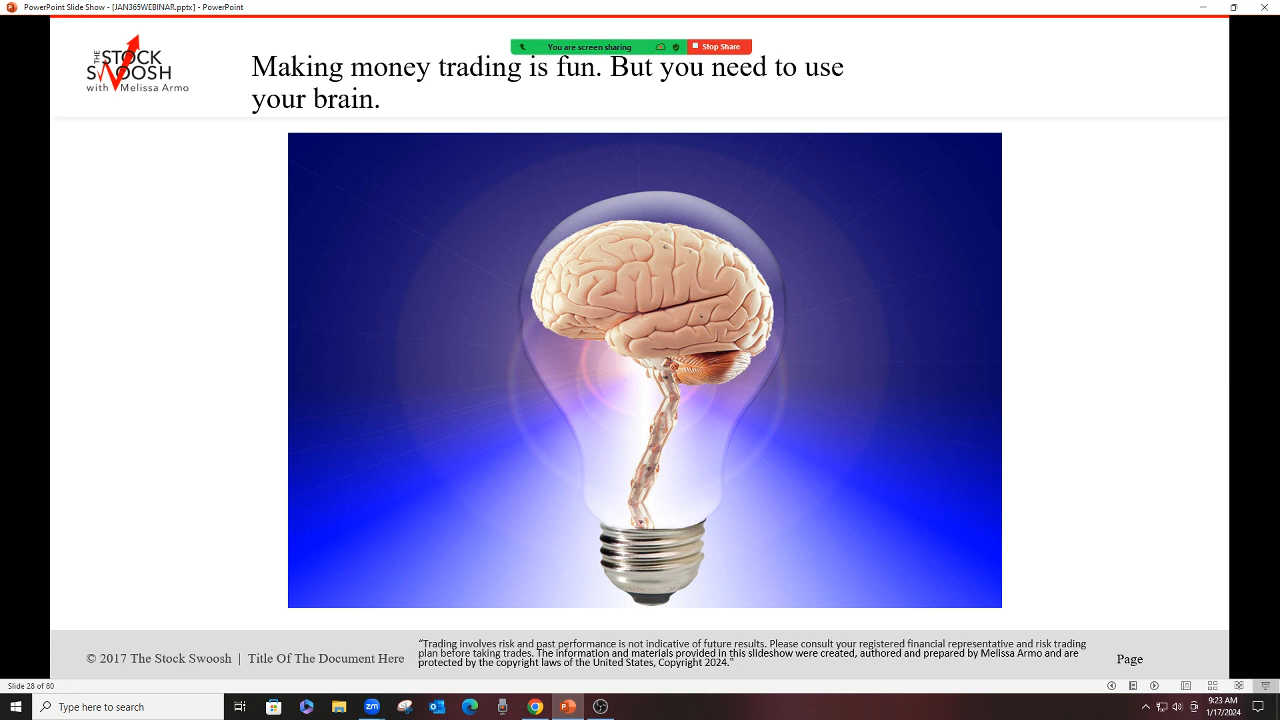 PowerPoint Slide Show - [JAN365WEBINAR.pptx] - PowerPoint
You are screen sharing
Stop Share
THE STOCK
SWOOSH
with Melissa Armo
Making money trading is fun. But you need to use
your brain.
© 2017 The Stock Swoosh | Title Of The Document Here
"Trading involves risk and past performance is not indicative of future results. Please consult your registered financial representative and risk trading
plan before taking trades. The information and materials provided in this slideshow were created, authored and prepared by Melissa Armo and are
protected by the copyright laws of the United States, Copyright 2024."
Page
Slide 28 of 80
Type here to search
zm
9:23 AM
1/17/2024